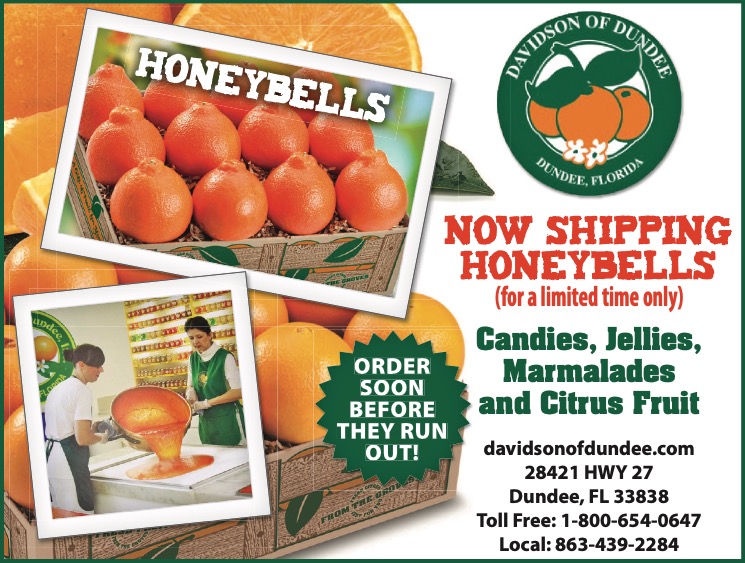 HONEYBELLS
DAVIDSON OF DUNDEE
DUNDEE, FLORIDA
NOW SHIPPING
HONEYBELLS
(for a limited time only)
Candies, Jellies,
Marmalades
and Citrus Fruit
ORDER
SOON
BEFORE
THEY RUN
OUT!
davidsonofdundee.com
28421 HWY 27
Dundee, FL 33838
Toll Free: 1-800-654-0647
Local: 863-439-2284
FROM THE GROVES